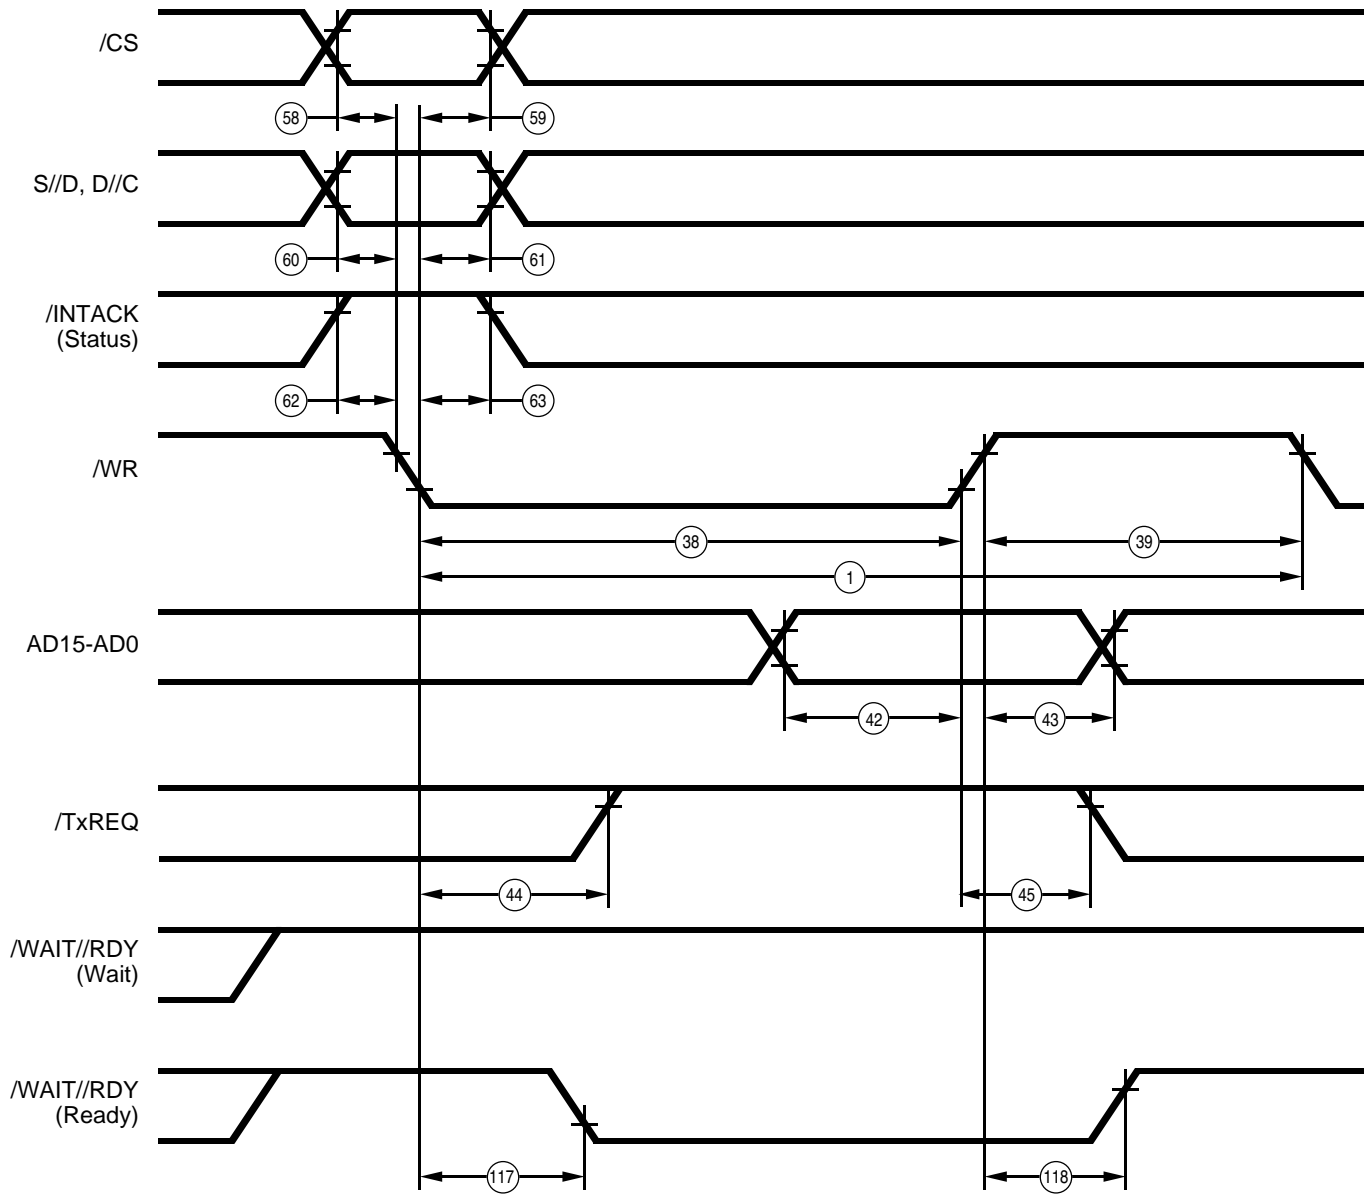 /CS
58
59
S//D, D//C
60
61
/INTACK
(Status)
62
63
/WR
38
39
1
AD15-AD0
42
43
/TxREQ
44
45
/WAIT//RDY
(Wait)
/WAIT//RDY
(Ready)
117
118